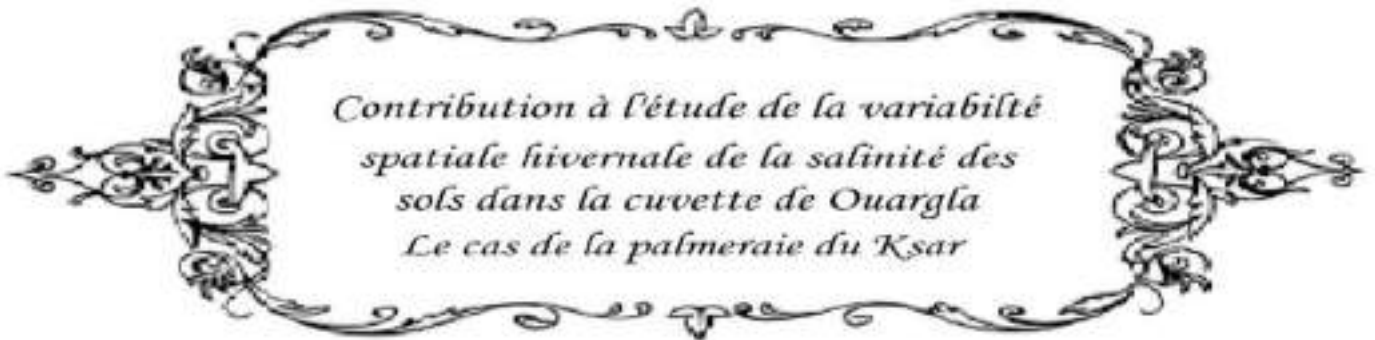 Contribution à l'étude de la variabilté
spatiale hivernale de la salinité des
sols dans la cuvette de Ouargla
Le cas de la palmeraie du Ksar